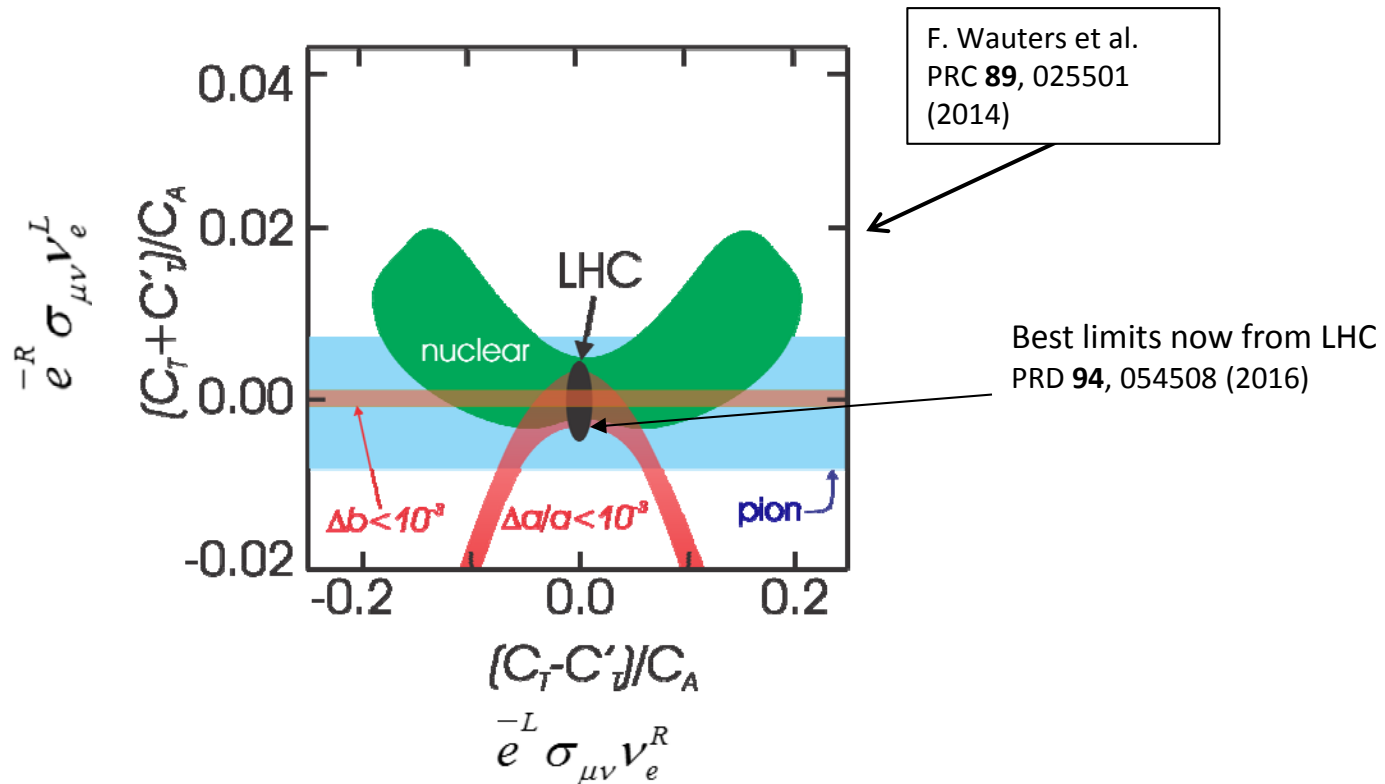 F. Wauters et al.
PRC 89, 025501
(2014)
0.04
0.02
0.00
-0.02
(C_T+C'_T)/C_A
e̅^R σ_μν ν_e^L
LHC
nuclear
Best limits now from LHC
PRD 94, 054508 (2016)
Δb<10⁻³
Δa/a<10⁻³
pion
-0.2 0.0 0.2
(C_T-C'_T)/C_A
e̅^L σ_μν ν_e^R